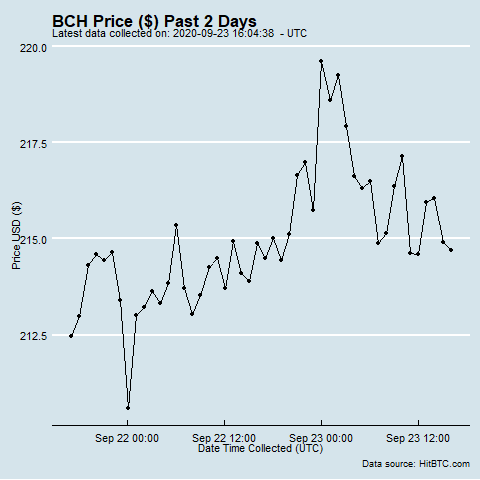 BCH Price ($) Past 2 Days
Latest data collected on: 2020-09-23 16:04:38  - UTC
220.0
217.5
215.0
212.5
Price USD ($)
Sep 22 00:00
Sep 22 12:00
Sep 23 00:00
Sep 23 12:00
Date Time Collected (UTC)
Data source: HitBTC.com